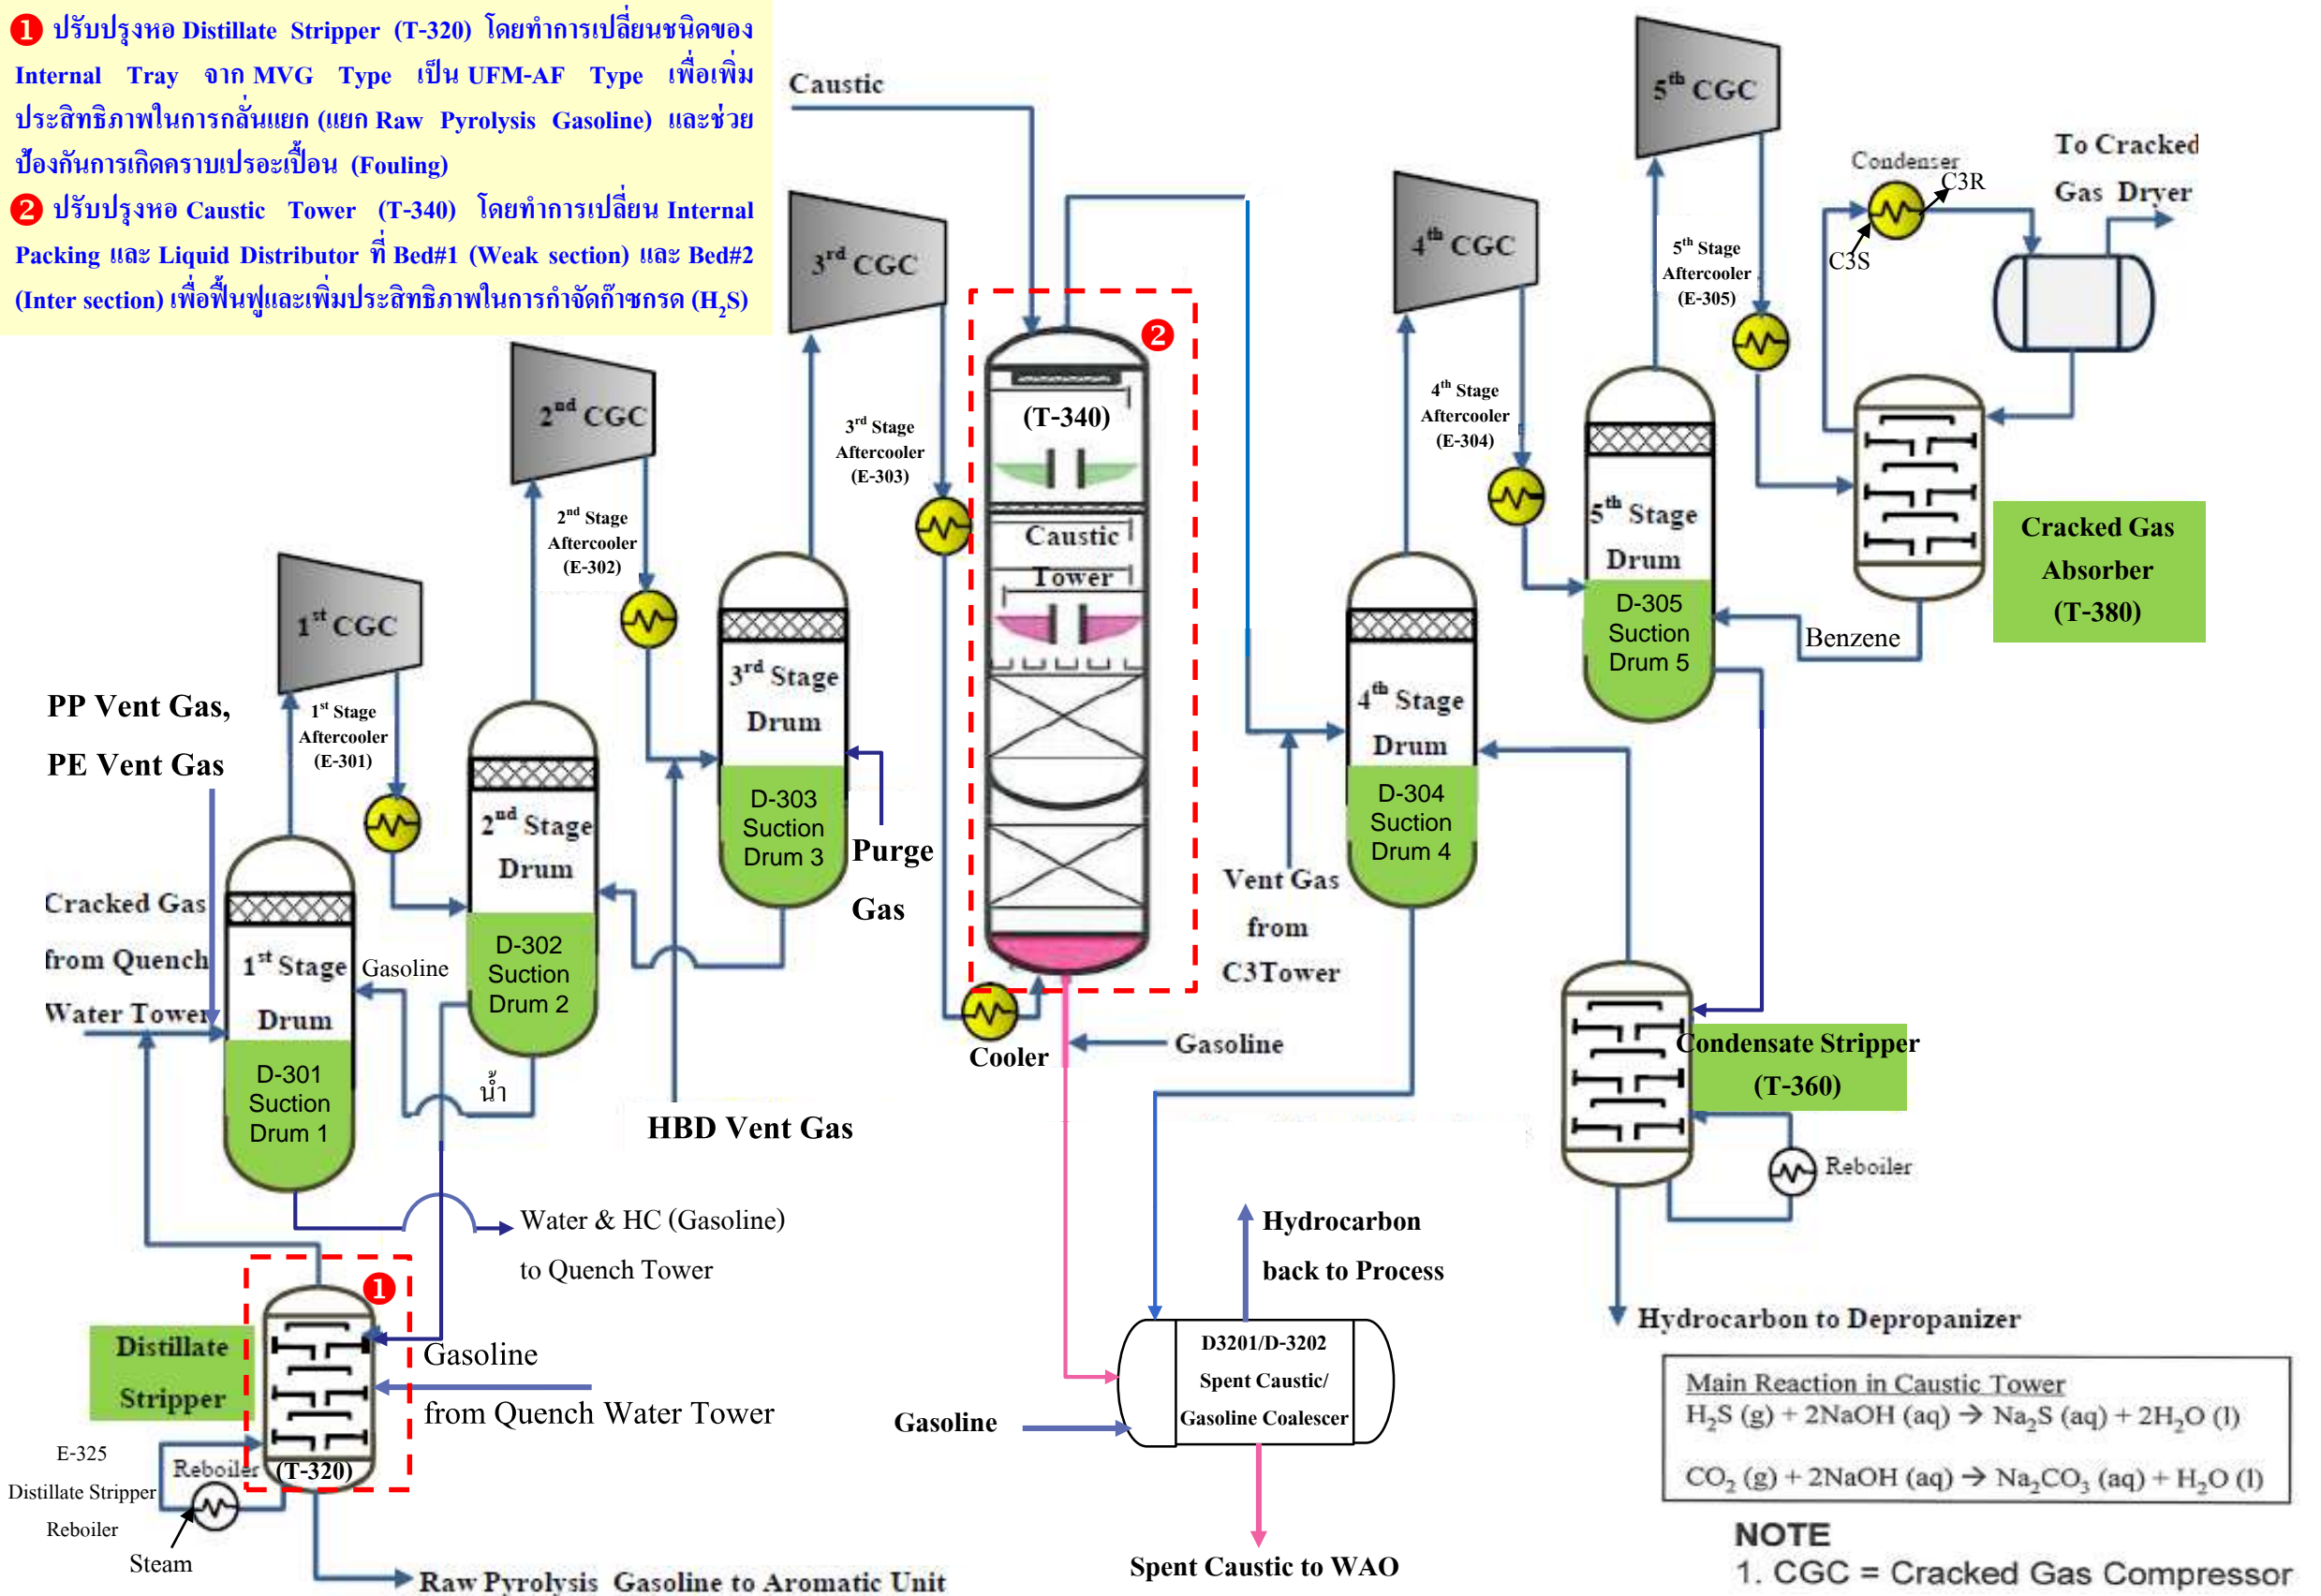 ❶ ปรับปรุงหอ Distillate Stripper (T-320) โดยทำการเปลี่ยนชนิดของ
Internal Tray จาก MVG Type เป็น UFM-AF Type เพื่อเพิ่ม
ประสิทธิภาพในการกลั่นแยก (แยก Raw Pyrolysis Gasoline) และช่วย
ป้องกันการเกิดคราบเปรอะเปื้อน (Fouling)
❷ ปรับปรุงหอ Caustic Tower (T-340) โดยทำการเปลี่ยน Internal
Packing และ Liquid Distributor ที่ Bed#1 (Weak section) และ Bed#2
(Inter section) เพื่อฟื้นฟูและเพิ่มประสิทธิภาพในการกำจัดก๊าซกรด (H₂S)
Caustic
5th CGC
Condenser
C3R
C3S
To Cracked
Gas Dryer
5th Stage
Aftercooler
(E-305)
4th CGC
3rd CGC
❷
(T-340)
Caustic
Tower
3rd Stage
Aftercooler
(E-303)
4th Stage
Aftercooler
(E-304)
2nd CGC
2nd Stage
Aftercooler
(E-302)
5th Stage
Drum
D-305
Suction
Drum 5
Cracked Gas
Absorber
(T-380)
Benzene
1st CGC
1st Stage
Aftercooler
(E-301)
PP Vent Gas,
PE Vent Gas
3rd Stage
Drum
D-303
Suction
Drum 3
Purge
Gas
4th Stage
Drum
D-304
Suction
Drum 4
Vent Gas
from
C3Tower
2nd Stage
Drum
D-302
Suction
Drum 2
Cracked Gas
from Quench
Water Tower
1st Stage
Drum
D-301
Suction
Drum 1
Gasoline
น้ำ
HBD Vent Gas
Cooler
Gasoline
Condensate Stripper
(T-360)
Reboiler
Water & HC (Gasoline)
to Quench Tower
Hydrocarbon
back to Process
Hydrocarbon to Depropanizer
❶
Distillate
Stripper
(T-320)
Gasoline
from Quench Water Tower
E-325
Distillate Stripper
Reboiler
Reboiler
Steam
Raw Pyrolysis Gasoline to Aromatic Unit
D3201/D-3202
Spent Caustic/
Gasoline Coalescer
Gasoline
Spent Caustic to WAO
Main Reaction in Caustic Tower
H₂S (g) + 2NaOH (aq) → Na₂S (aq) + 2H₂O (l)
CO₂ (g) + 2NaOH (aq) → Na₂CO₃ (aq) + H₂O (l)
NOTE
1. CGC = Cracked Gas Compressor